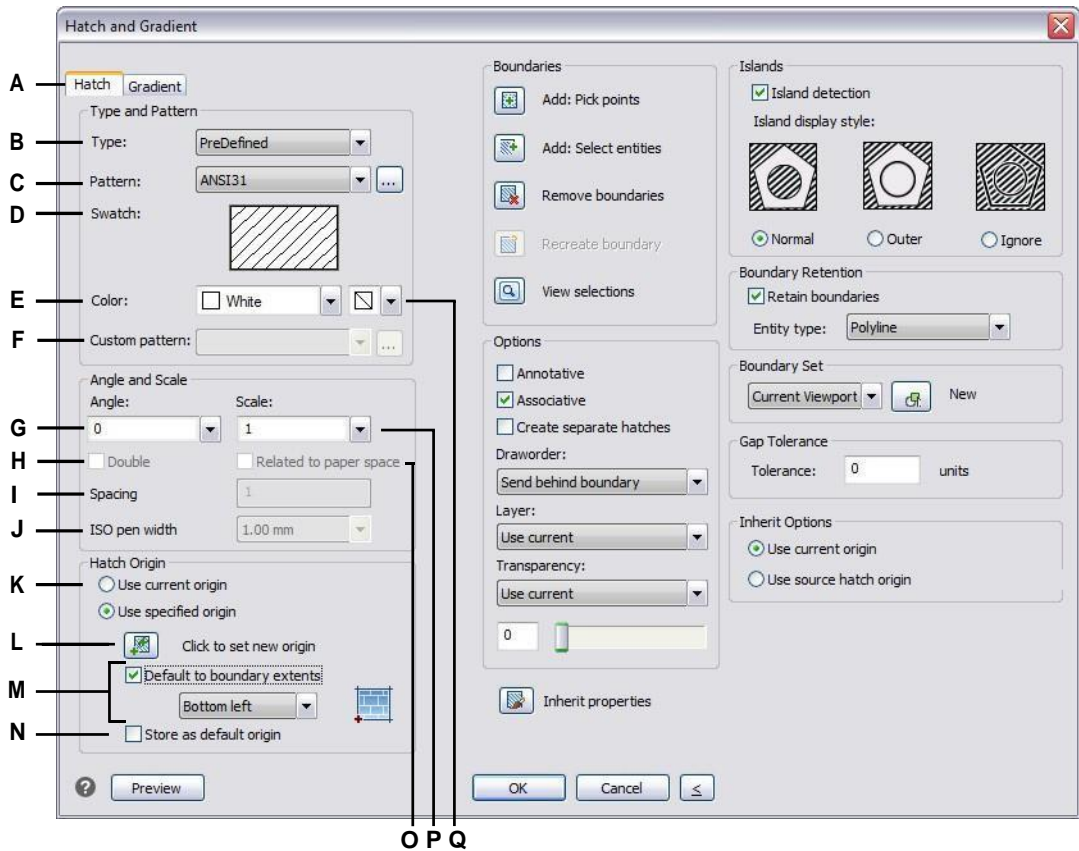 Hatch and Gradient
A
Hatch
Gradient
Type and Pattern
B
Type:
PreDefined
C
Pattern:
ANSI31
...
D
Swatch:
E
Color:
White
F
Custom pattern:
...
Angle and Scale
Angle:
Scale:
G
0
1
H
Double
Related to paper space
I
Spacing
1
J
ISO pen width
1.00 mm
Hatch Origin
K
Use current origin
Use specified origin
L
Click to set new origin
M
Default to boundary extents
Bottom left
N
Store as default origin
?
Preview
Boundaries
Add: Pick points
Add: Select entities
Remove boundaries
Recreate boundary
View selections
Options
Annotative
Associative
Create separate hatches
Draworder:
Send behind boundary
Layer:
Use current
Transparency:
Use current
0
Inherit properties
OK
Cancel
<
Islands
Island detection
Island display style:
Normal
Outer
Ignore
Boundary Retention
Retain boundaries
Entity type:
Polyline
Boundary Set
Current Viewport
New
Gap Tolerance
Tolerance:
0
units
Inherit Options
Use current origin
Use source hatch origin
O P Q